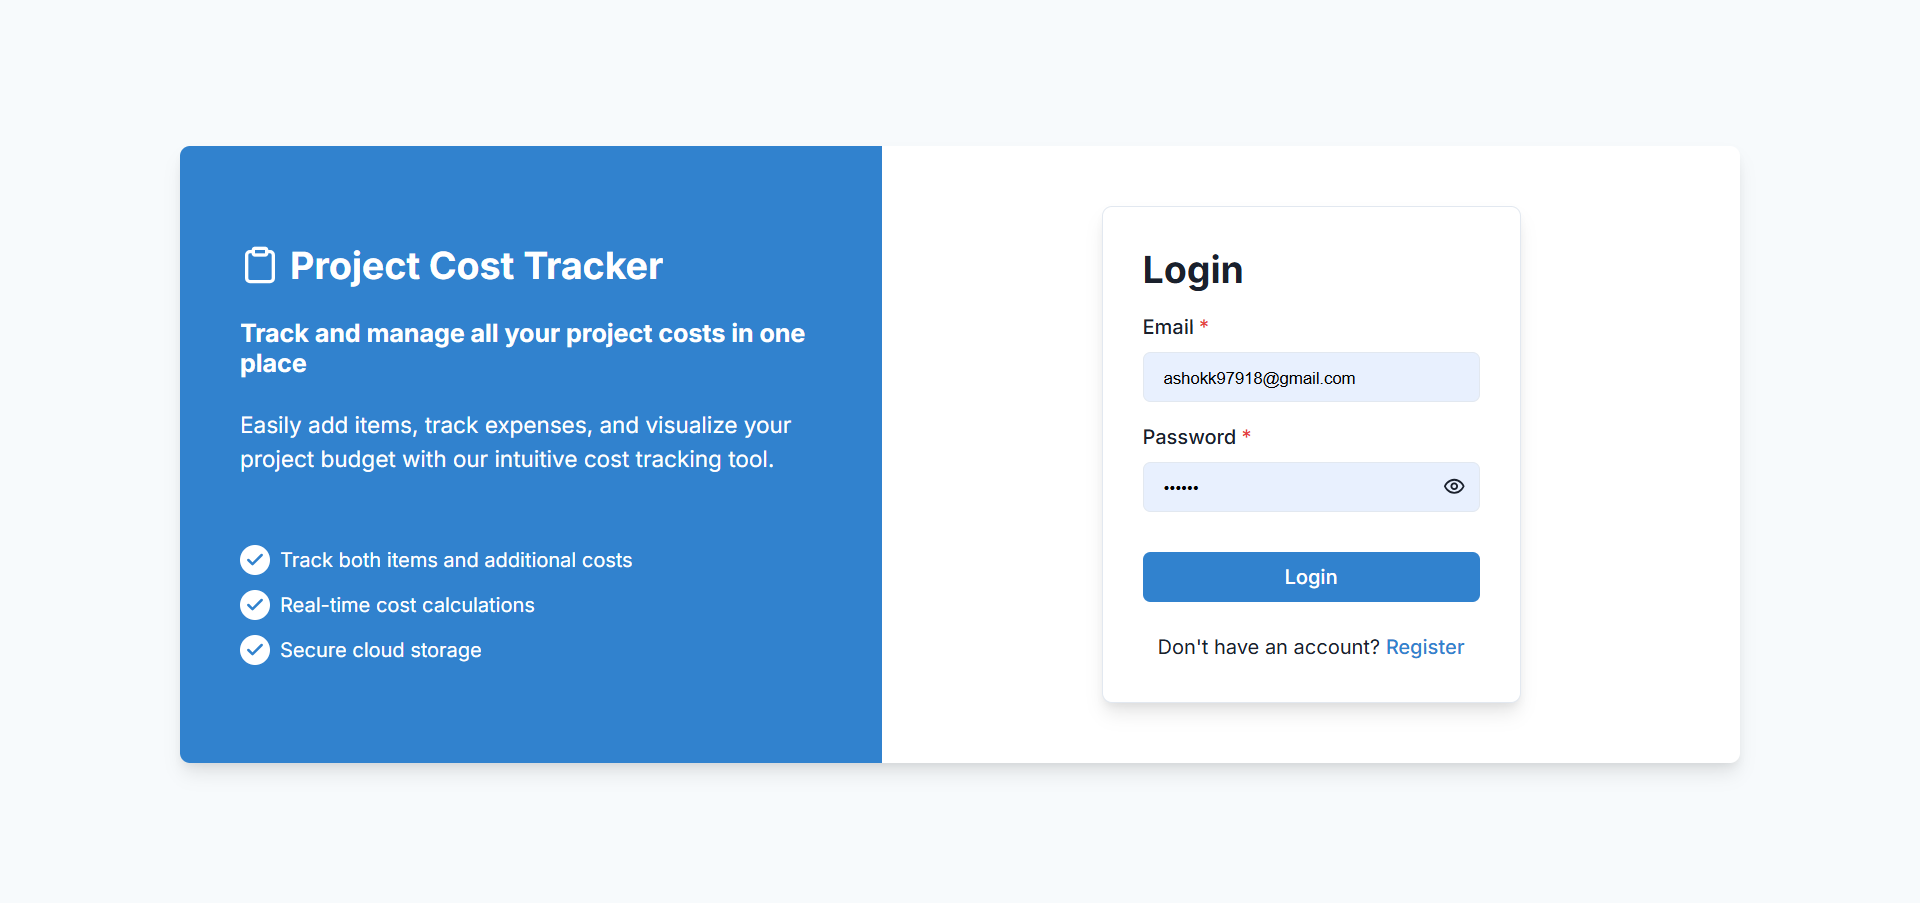 Project Cost Tracker
Track and manage all your project costs in one
place
Easily add items, track expenses, and visualize your
project budget with our intuitive cost tracking tool.
Track both items and additional costs
Real-time cost calculations
Secure cloud storage
Login
Email *
ashokk97918@gmail.com
Password *
••••••
Login
Don't have an account? Register